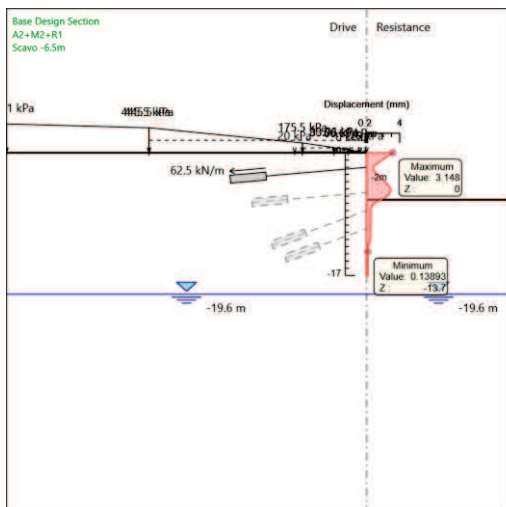 Base Design Section
A2+M2+R1
Scavo -6.5m
Drive
Resistance
Displacement (mm)
1 kPa
175.5 kPa
20 kPa
0.2
4
62.5 kN/m
-2m
Maximum
Value: 3.148
Z : 0
-17
Minimum
Value: 0.13893
Z : -13.7
-19.6 m
-19.6 m